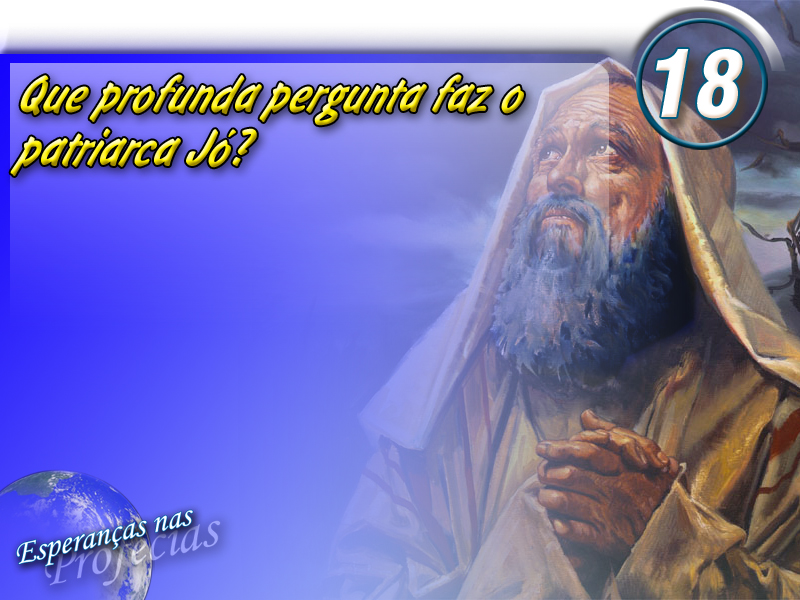 18
Que profunda pergunta faz o
patriarca Jó?
Esperanças nas
Profecias